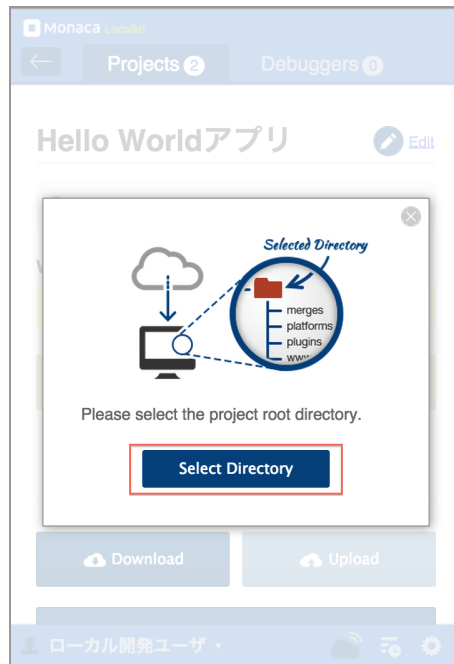 Monaca Localkit
Projects 2
Debuggers 0
Hello Worldアプリ
Edit
Selected Directory
merges
platforms
plugins
www
Please select the project root directory.
Select Directory
Download
Upload
ローカル開発ユーザ